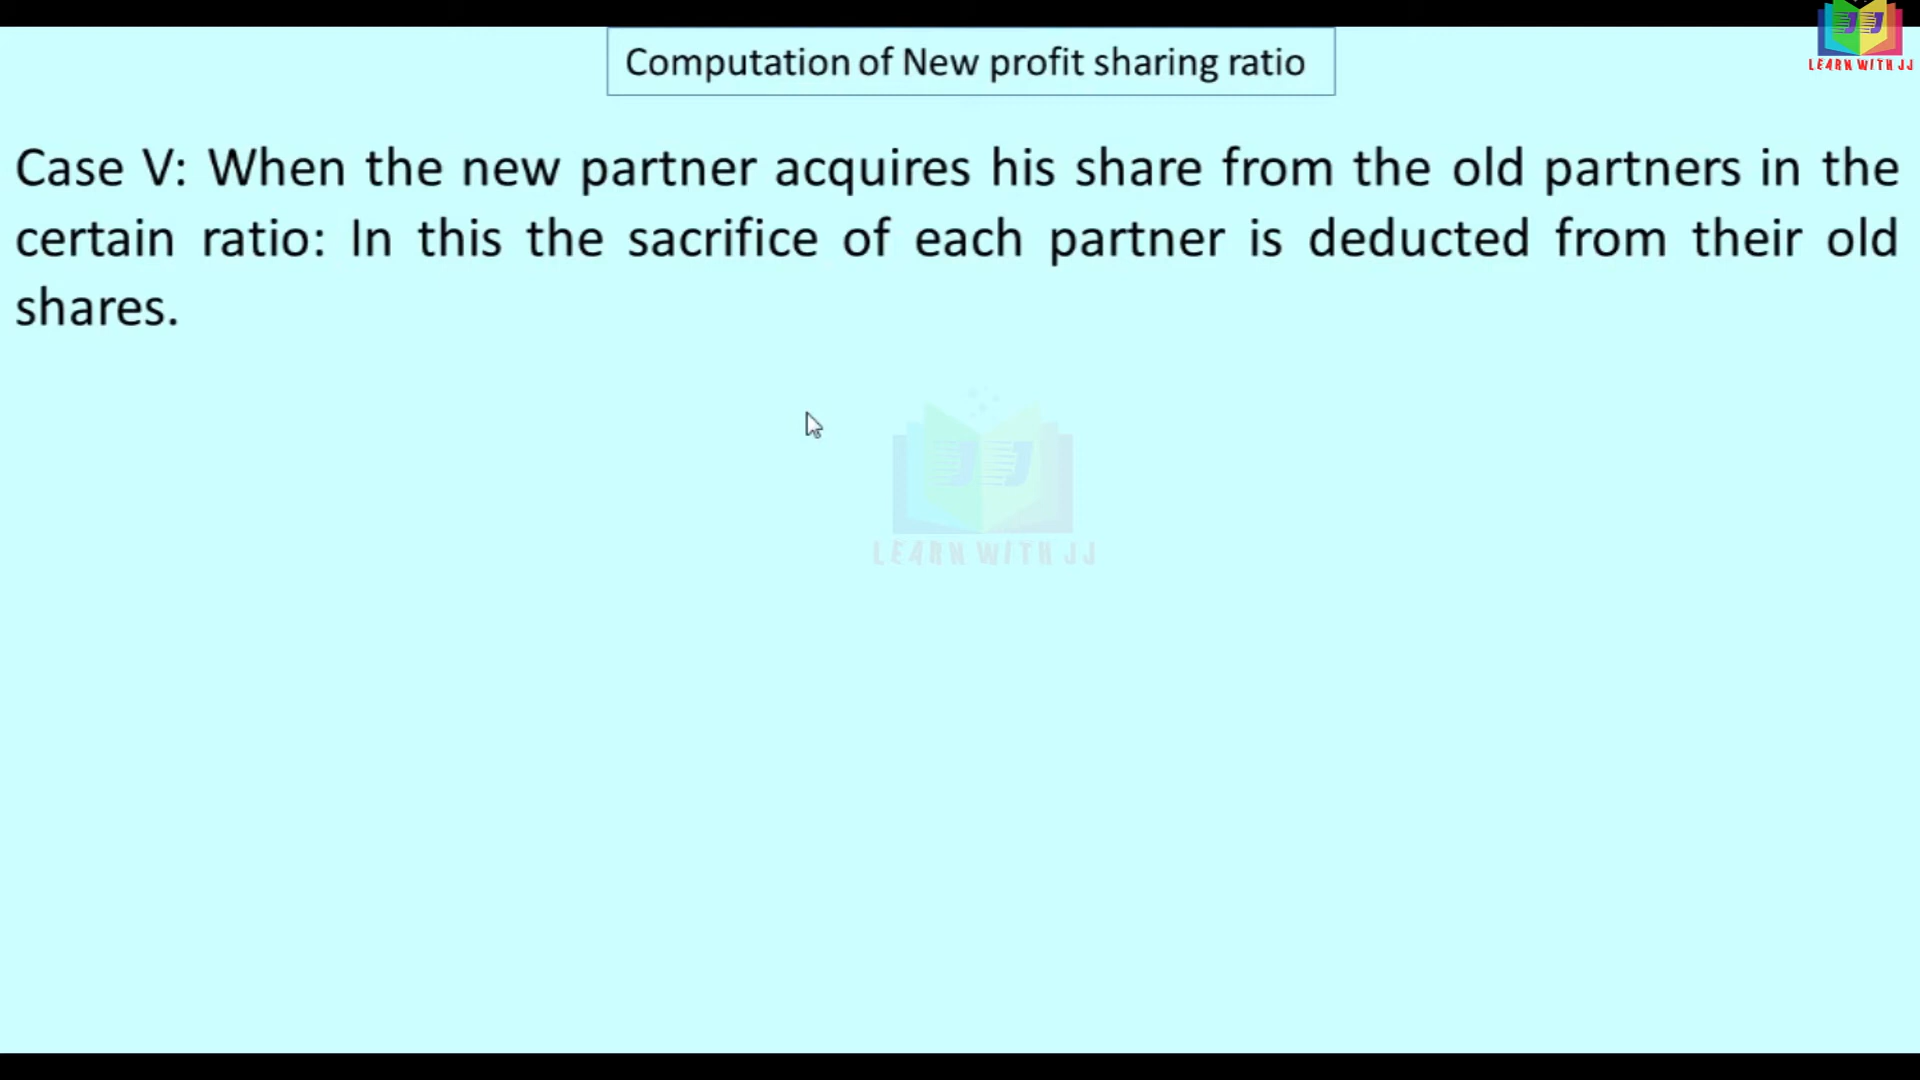 Computation of New profit sharing ratio
LEARN WITH JJ
Case V: When the new partner acquires his share from the old partners in the
certain ratio: In this the sacrifice of each partner is deducted from their old
shares.
JJ
LEARN WITH JJ